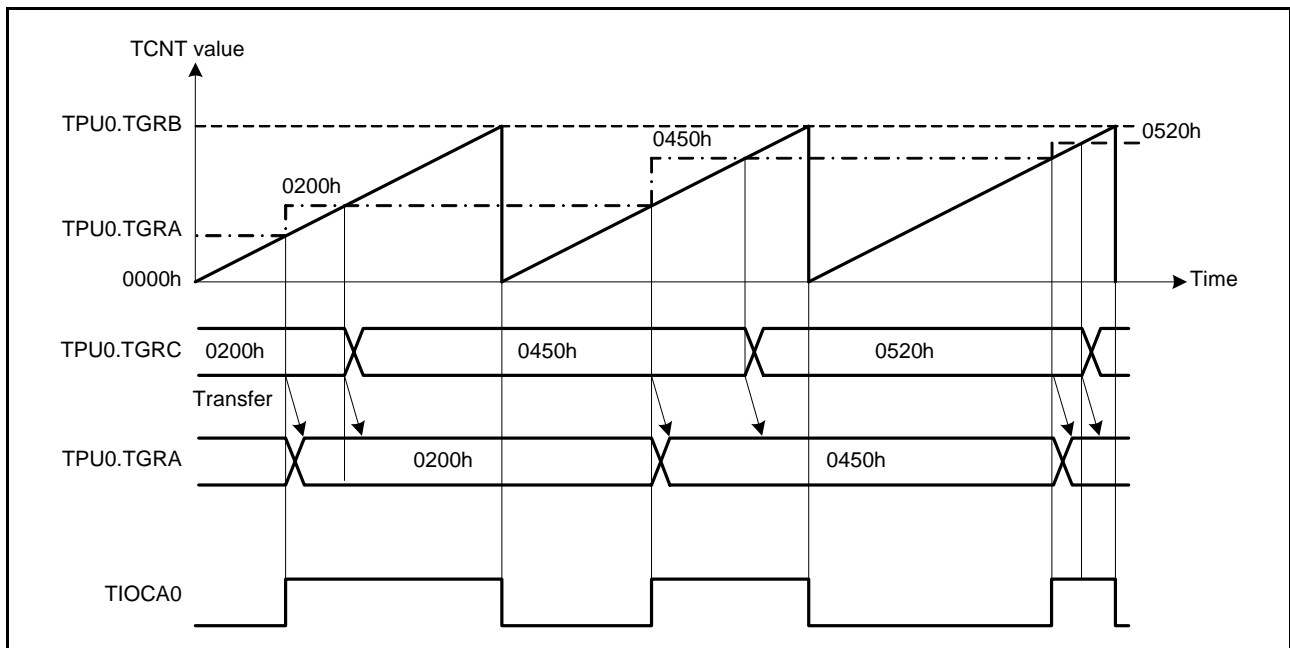 TCNT value
TPU0.TGRB
0450h
0520h
0200h
TPU0.TGRA
0000h
Time
TPU0.TGRC
0200h
0450h
0520h
Transfer
TPU0.TGRA
0200h
0450h
TIOCA0